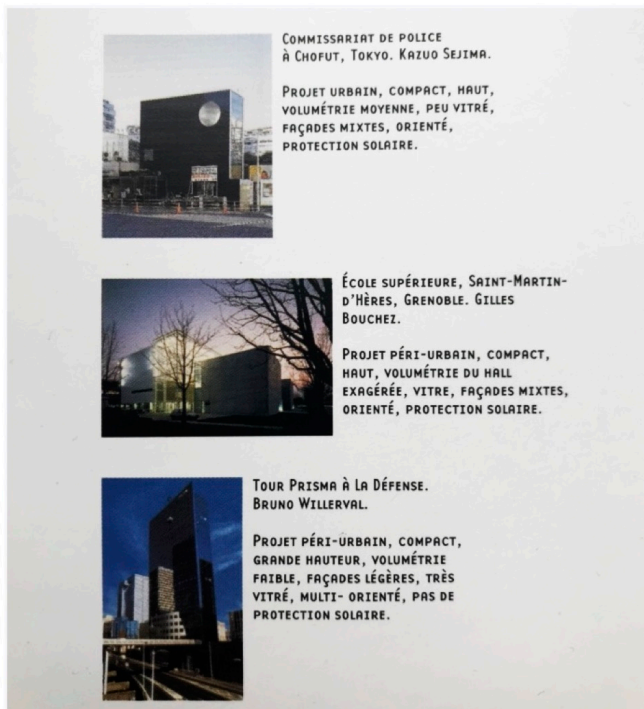 Commissariat de police
à Chofut, Tokyo. Kazuo Sejima.
Projet urbain, compact, haut,
volumétrie moyenne, peu vitré,
façades mixtes, orienté,
protection solaire.
École supérieure, Saint-Martin-
d'Hères, Grenoble. Gilles
Bouchez.
Projet péri-urbain, compact,
haut, volumétrie du hall
exagérée, vitre, façades mixtes,
orienté, protection solaire.
Tour Prisma à La Défense.
Bruno Willerval.
Projet péri-urbain, compact,
grande hauteur, volumétrie
faible, façades légères, très
vitré, multi- orienté, pas de
protection solaire.